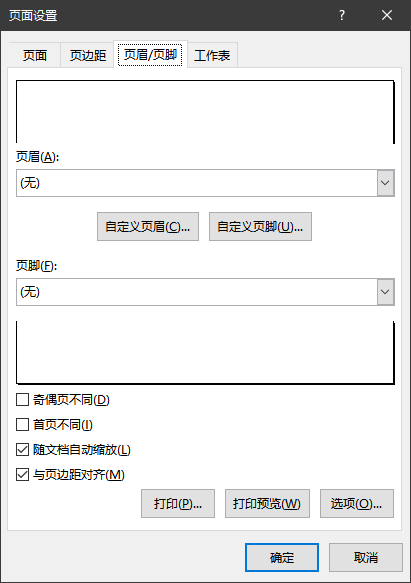 页面设置
页面 页边距 页眉/页脚 工作表
页眉(A):
(无)
自定义页眉(C)... 自定义页脚(U)...
页脚(F):
(无)
奇偶页不同(D)
首页不同(I)
随文档自动缩放(L)
与页边距对齐(M)
打印(P)... 打印预览(W) 选项(O)...
确定 取消